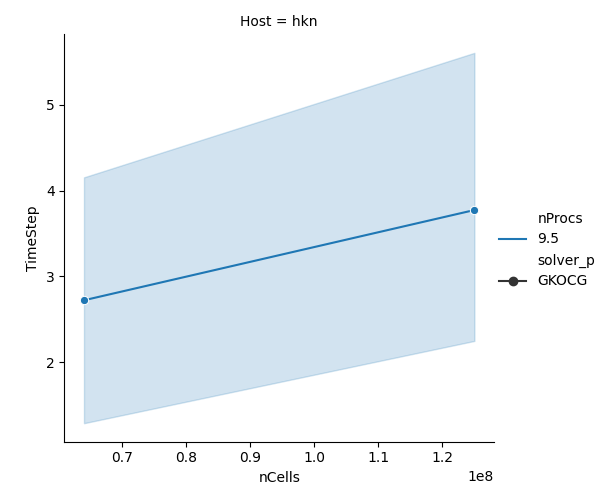 Host = hkn
TimeStep
5
4
3
2
0.7
0.8
0.9
1.0
1.1
1.2
1e8
nCells
nProcs
9.5
solver_p
GKOCG